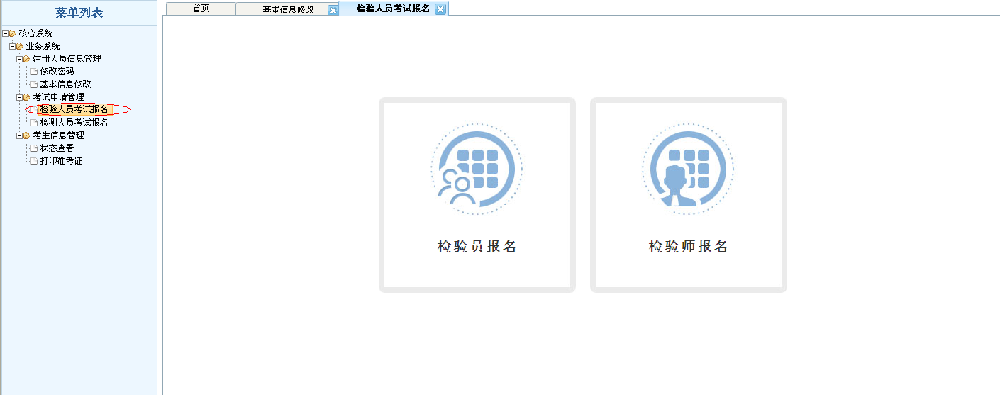 菜单列表
首页
基本信息修改
检验人员考试报名
核心系统
业务系统
注册人员信息管理
修改密码
基本信息修改
考试申请管理
检验人员考试报名
检测人员考试报名
考生信息管理
状态查看
打印准考证
检验员报名
检验师报名